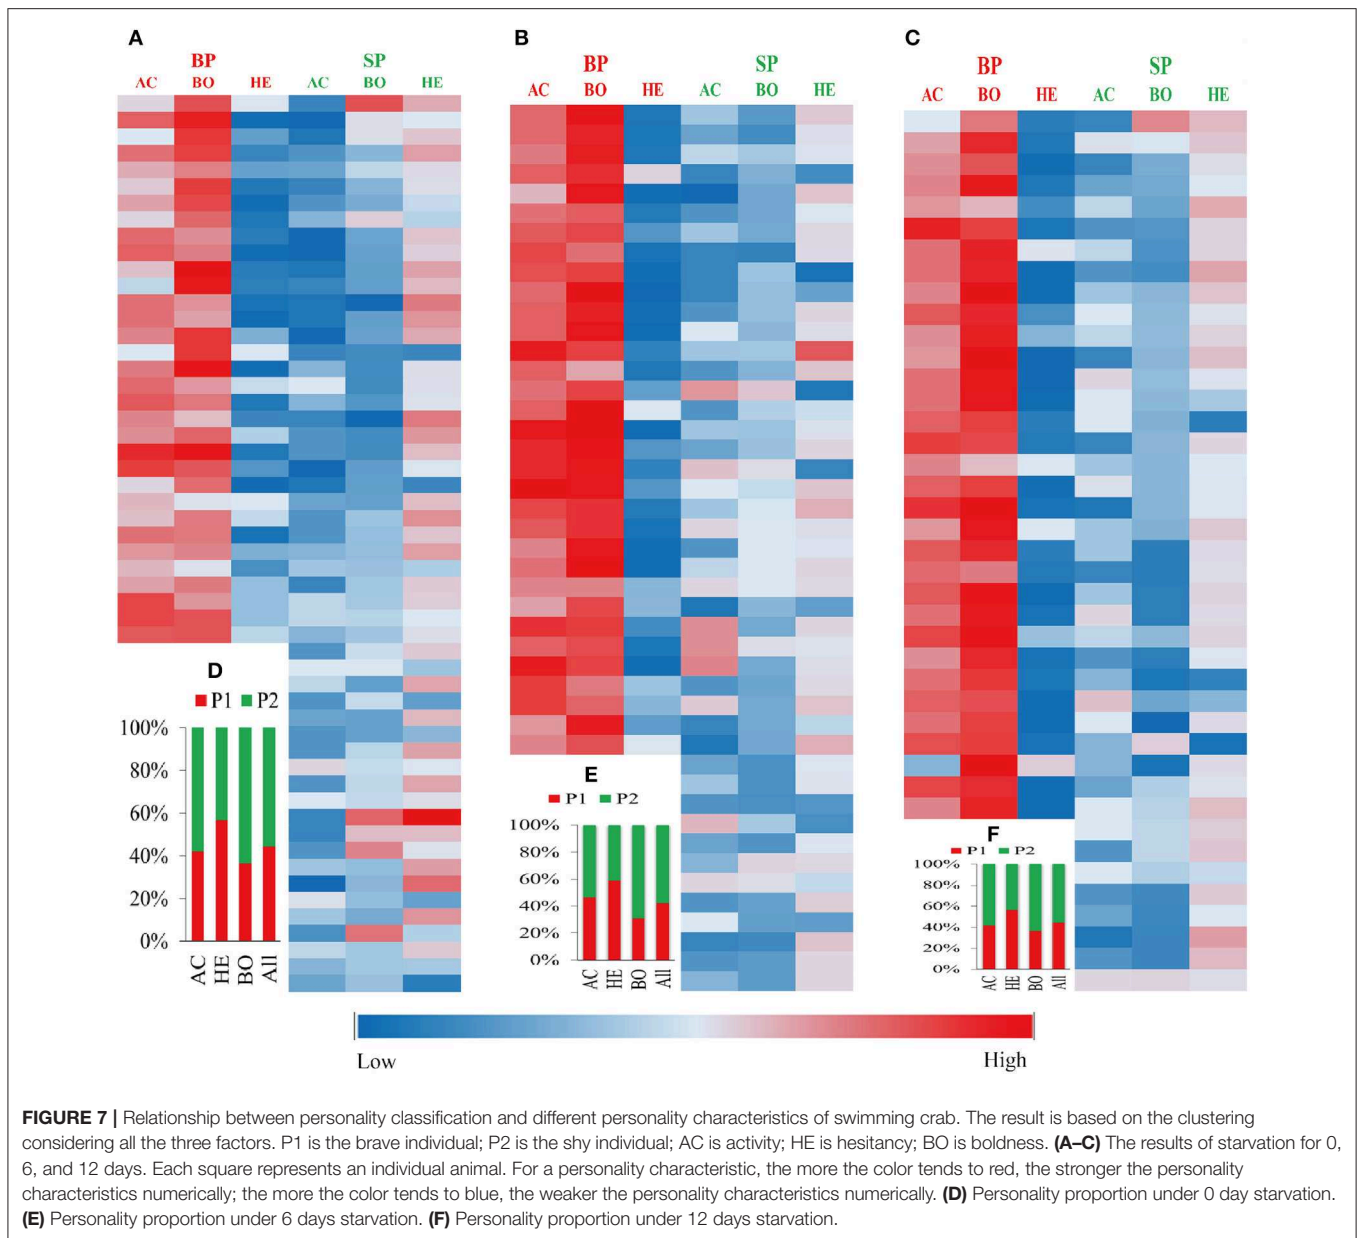 A
BP SP
AC BO HE AC BO HE
B
BP SP
AC BO HE AC BO HE
C
BP SP
AC BO HE AC BO HE
D
P1 P2
100%
80%
60%
40%
20%
0%
AC HE BO All
E
P1 P2
100%
80%
60%
40%
20%
0%
AC HE BO All
F
P1 P2
100%
80%
60%
40%
20%
0%
AC HE BO All
Low High
FIGURE 7 | Relationship between personality classification and different personality characteristics of swimming crab. The result is based on the clustering
considering all the three factors. P1 is the brave individual; P2 is the shy individual; AC is activity; HE is hesitancy; BO is boldness. (A–C) The results of starvation for 0,
6, and 12 days. Each square represents an individual animal. For a personality characteristic, the more the color tends to red, the stronger the personality
characteristics numerically; the more the color tends to blue, the weaker the personality characteristics numerically. (D) Personality proportion under 0 day starvation.
(E) Personality proportion under 6 days starvation. (F) Personality proportion under 12 days starvation.